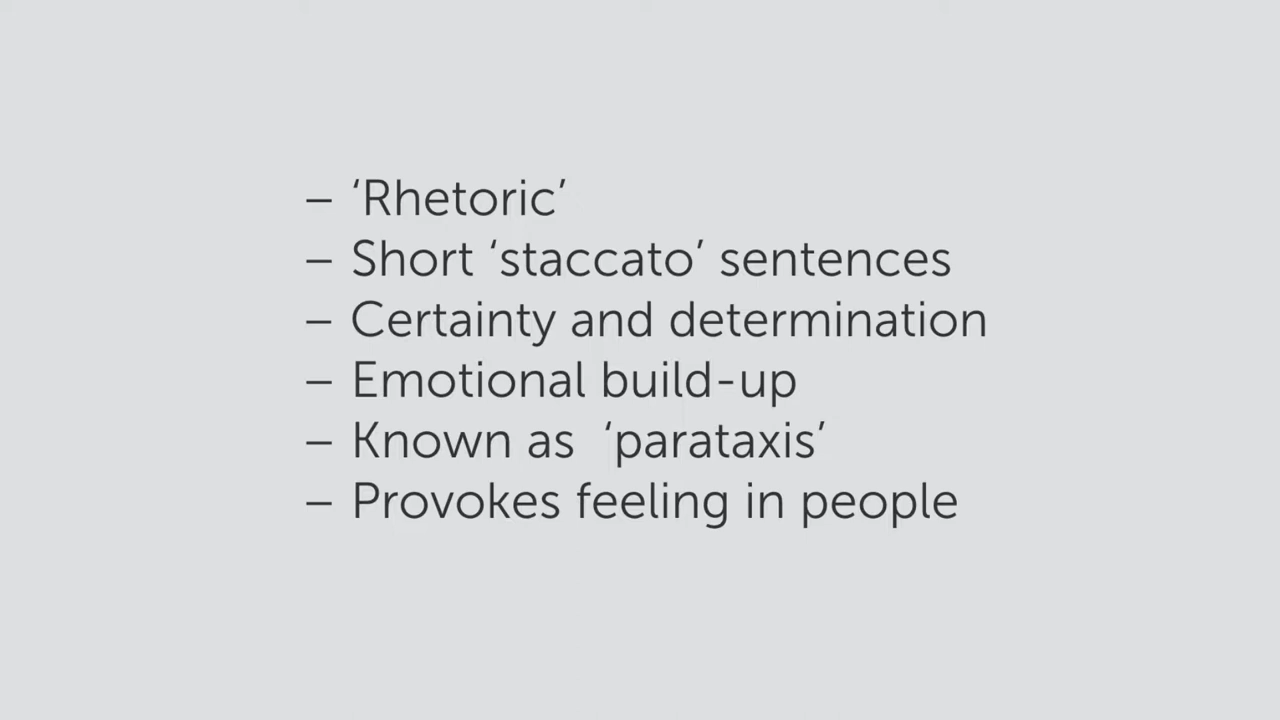 – ‘Rhetoric’
– Short ‘staccato’ sentences
– Certainty and determination
– Emotional build-up
– Known as  ‘parataxis’
– Provokes feeling in people